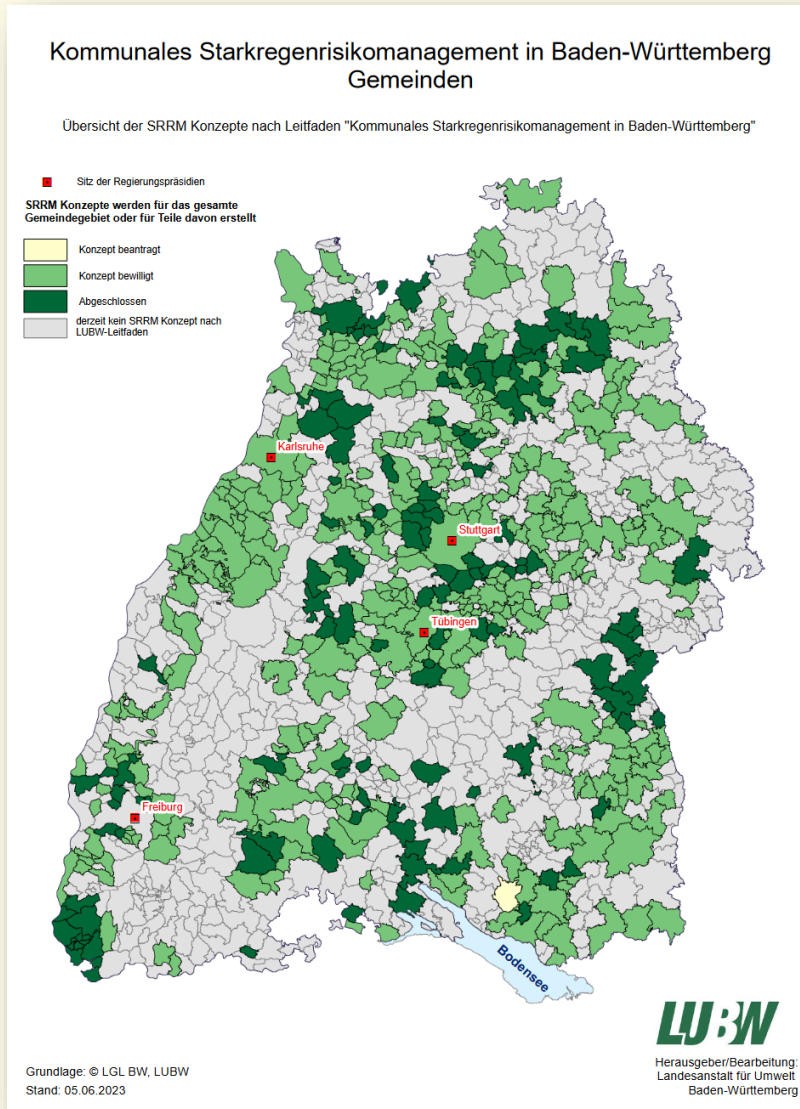 Kommunales Starkregenrisikomanagement in Baden-Württemberg
Gemeinden
Übersicht der SRRM Konzepte nach Leitfaden "Kommunales Starkregenrisikomanagement in Baden-Württemberg"
Sitz der Regierungspräsidien
SRRM Konzepte werden für das gesamte
Gemeindegebiet oder für Teile davon erstellt
Konzept beantragt
Konzept bewilligt
Abgeschlossen
derzeit kein SRRM Konzept nach
LUBW-Leitfaden
Karlsruhe
Stuttgart
Tübingen
Freiburg
Bodensee
LUBW
Herausgeber/Bearbeitung:
Landesanstalt für Umwelt
Baden-Württemberg
Grundlage: © LGL BW, LUBW
Stand: 05.06.2023